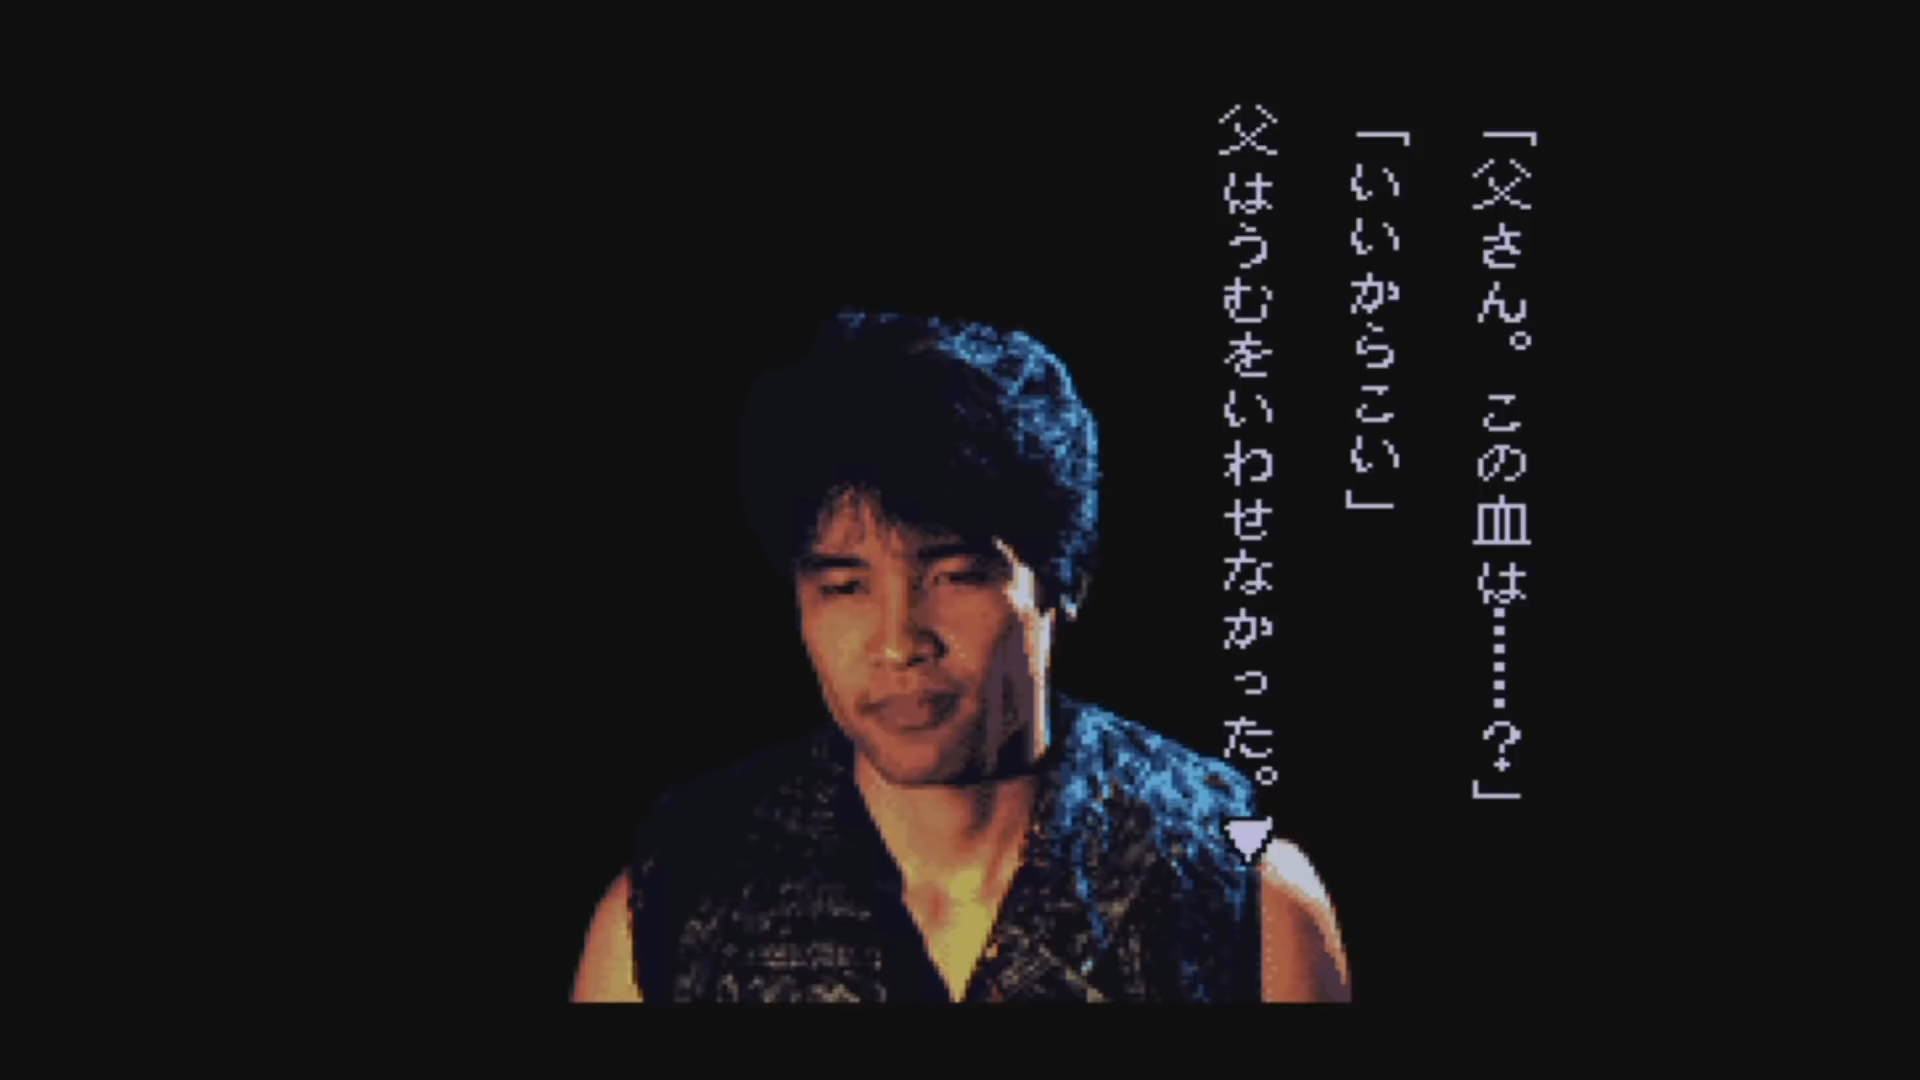 「父さん。この血は……？」
「いいからこい」
父はうむをいわせなかった。